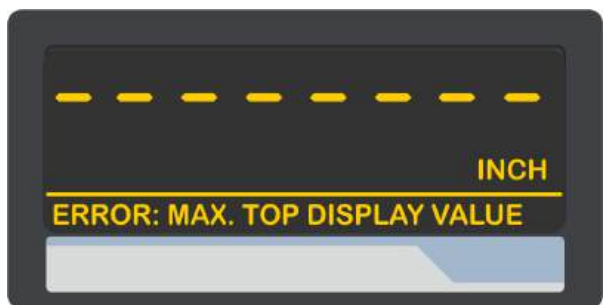 - - - - - - - -
INCH
ERROR: MAX. TOP DISPLAY VALUE